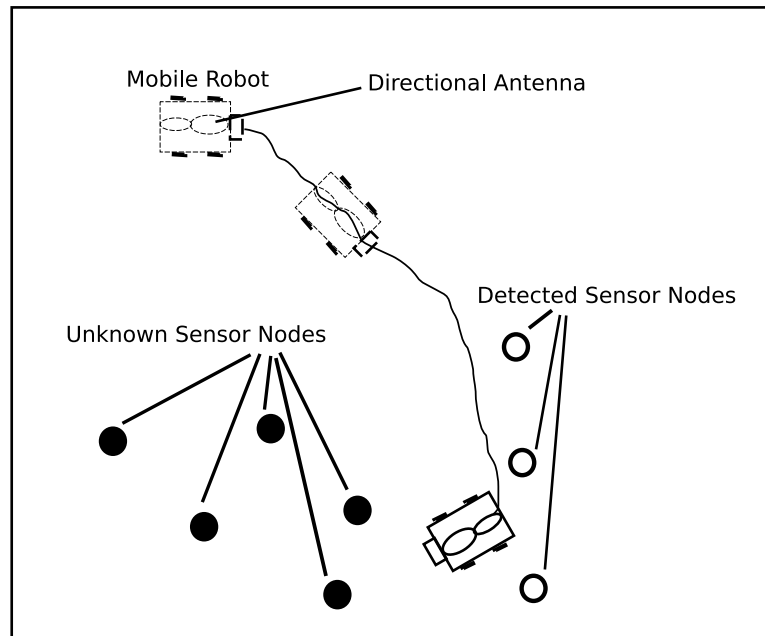 Mobile Robot
Directional Antenna
Detected Sensor Nodes
Unknown Sensor Nodes